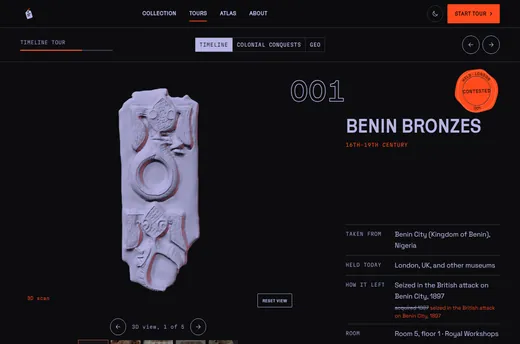 COLLECTION TOURS ATLAS ABOUT
START TOUR
TIMELINE TOUR
TIMELINE COLONIAL CONQUESTS GEO
001
CONTESTED
BENIN BRONZES
16TH–19TH CENTURY
TAKEN FROM Benin City (Kingdom of Benin),
Nigeria
HELD TODAY London, UK, and other museums
HOW IT LEFT Seized in the British attack on
Benin City, 1897
acquired 1897 seized in the British attack
on Benin City, 1897
3D scan
RESET VIEW
3D view, 1 of 5
ROOM Room 5, floor 1 · Royal Workshops